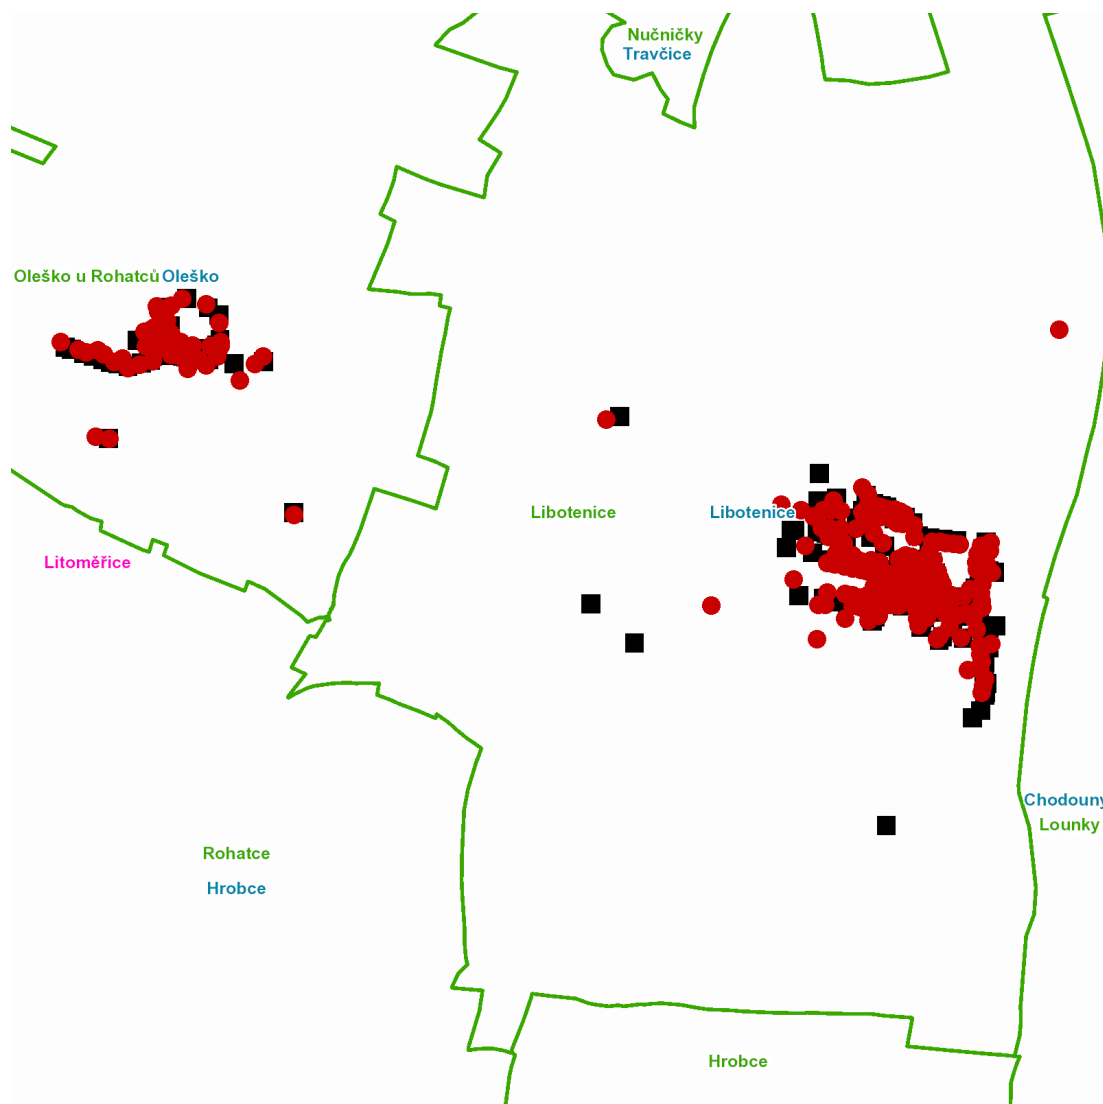 Nučničky
Travčice
Oleško u Rohatců Oleško
Libotenice Libotenice
Litoměřice
Chodouny
Lounky
Rohatce
Hrobce
Hrobce